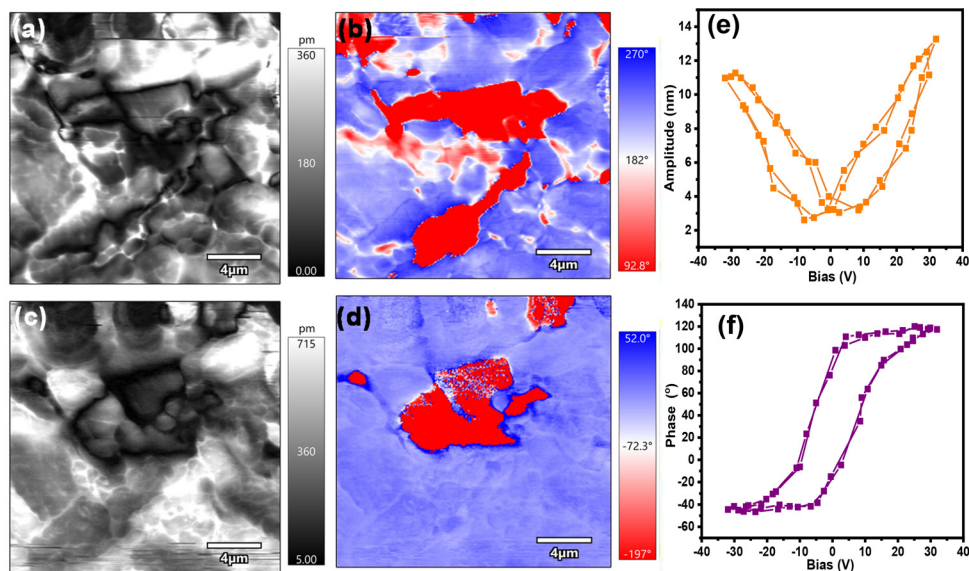 (a)
pm
360
180
0.00
4μm
(b)
270°
182°
92.8°
4μm
(e)
Amplitude (nm)
14
12
10
8
6
4
2
-40 -30 -20 -10 0 10 20 30 40
Bias (V)
(c)
pm
715
360
5.00
4μm
(d)
52.0°
-72.3°
-197°
4μm
(f)
Phase (°)
140
120
100
80
60
40
20
0
-20
-40
-60
-40 -30 -20 -10 0 10 20 30 40
Bias (V)